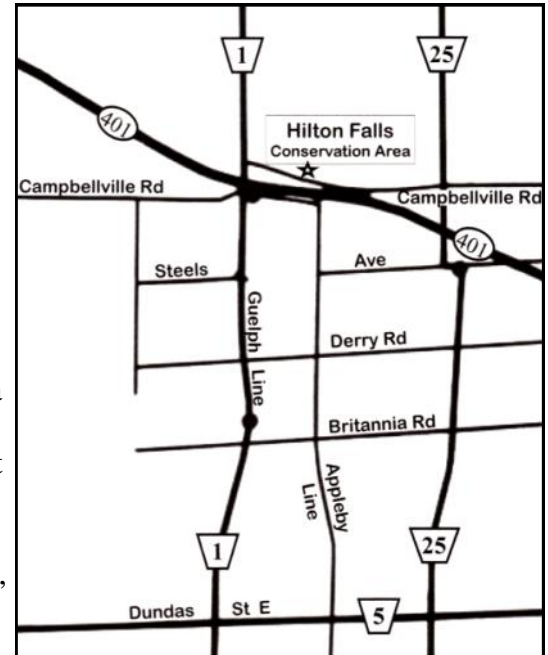 1
25
401
Hilton Falls
Conservation Area
Campbellville Rd
Campbellville Rd
401
Steels
Ave
Guelph
Line
Derry Rd
Britannia Rd
Appleby
Line
1
25
Dundas St E
5